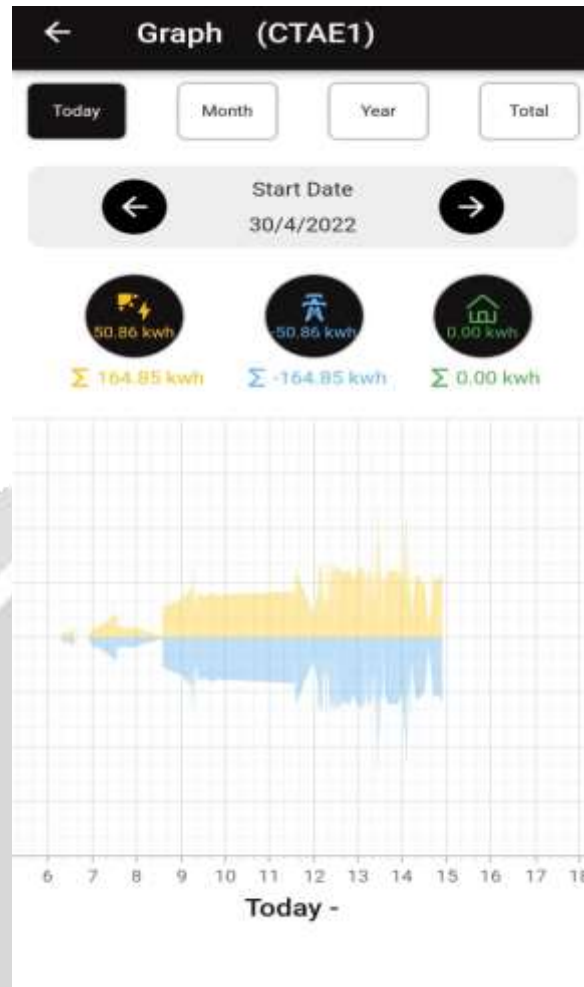 Graph (CTAE1)
Today Month Year Total
Start Date
30/4/2022
50.86 kwh -50.86 kwh 0.00 kwh
Σ 164.85 kwh Σ -164.85 kwh Σ 0.00 kwh
6 7 8 9 10 11 12 13 14 15 16 17 18
Today -